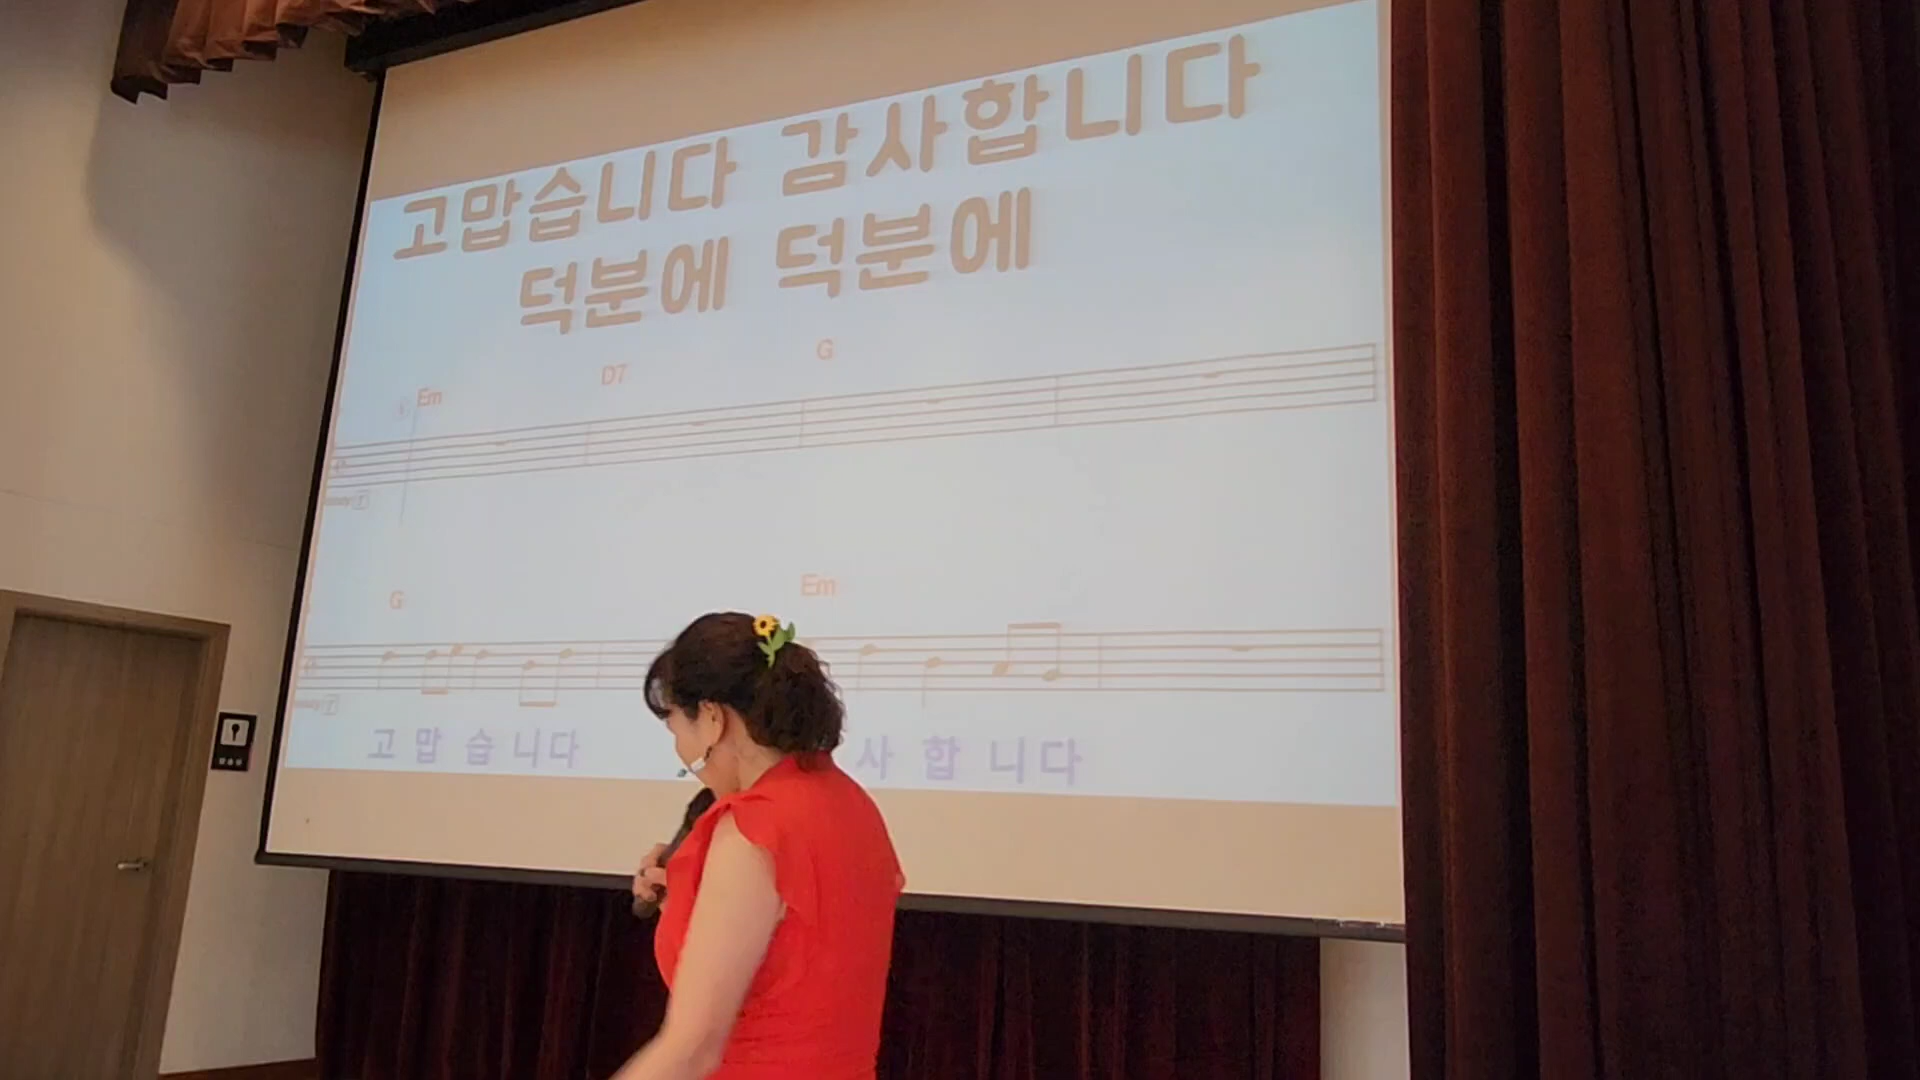 고맙습니다 감사합니다
덕분에 덕분에
Em D7 G
G Em
고 맙 습 니다 사 합 니다